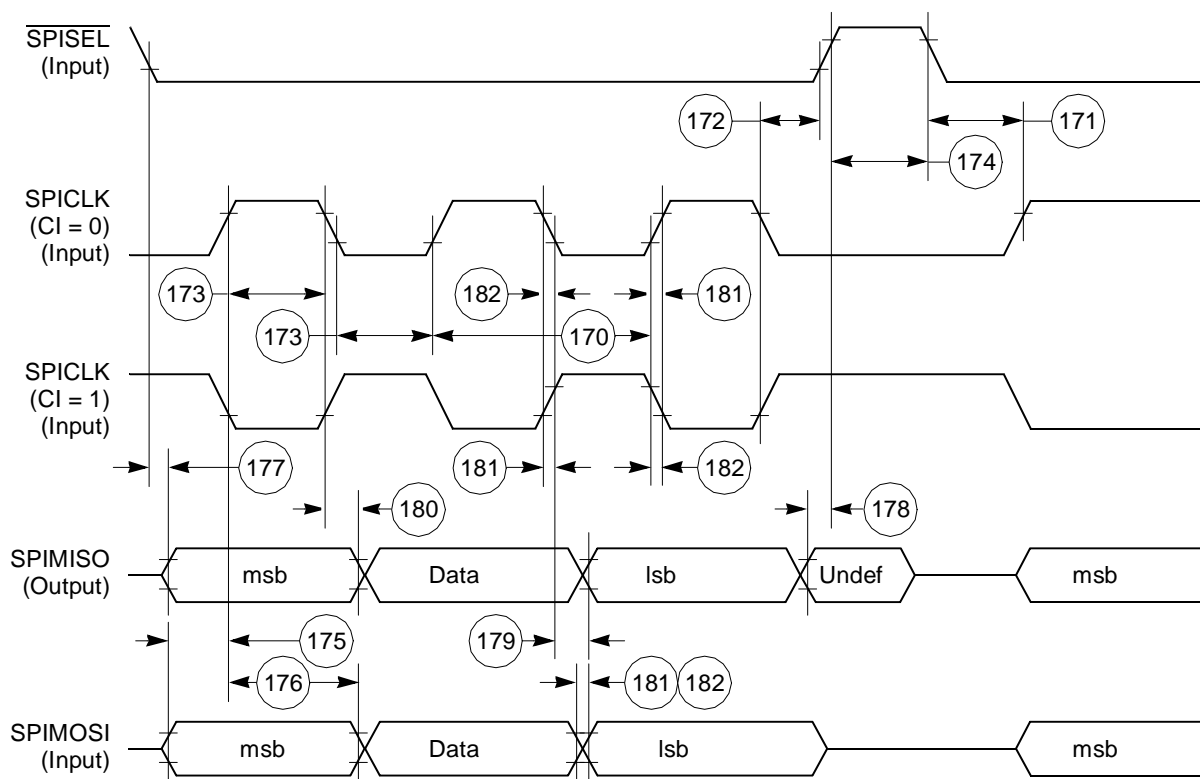 SPISEL
(Input)
172
171
174
SPICLK
(CI = 0)
(Input)
173
182
181
173
170
SPICLK
(CI = 1)
(Input)
177
181
182
180
178
SPIMISO
(Output)
msb
Data
lsb
Undef
msb
175
179
176
181
182
SPIMOSI
(Input)
msb
Data
lsb
msb